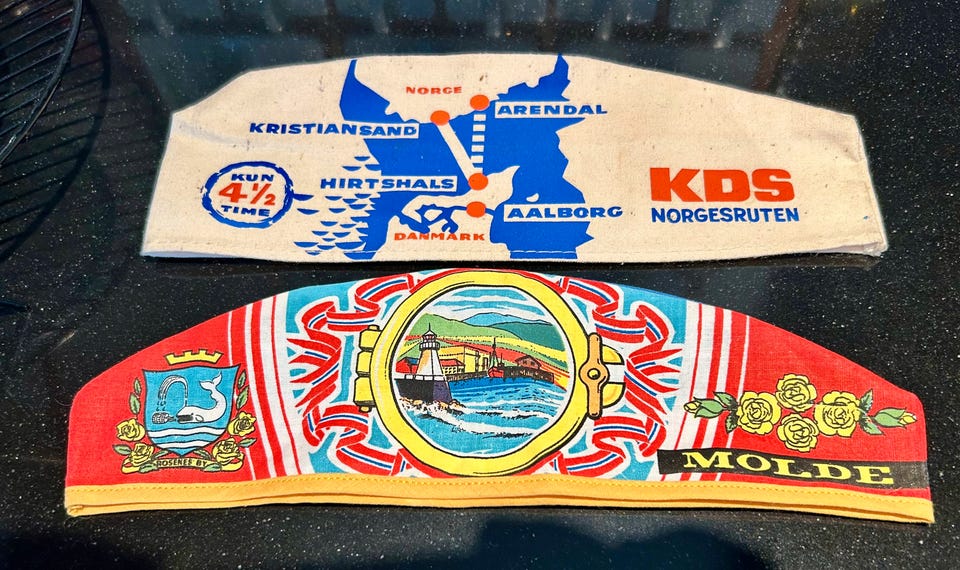 NORGE
ARENDAL
KRISTIANSAND
KUN
4½
TIME
HIRTSHALS
KDS
NORGESRUTEN
AALBORG
DANMARK
ROSENES BY
MOLDE